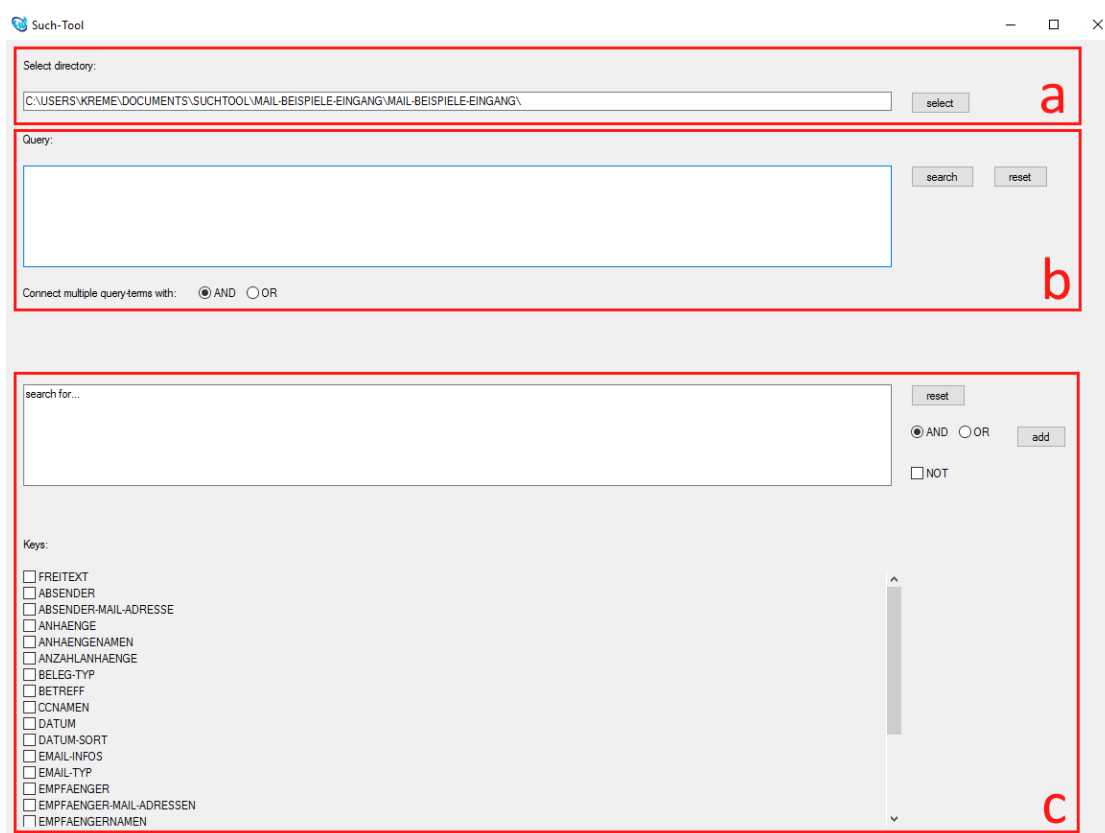 Such-Tool
Select directory:
C:\USERS\KREME\DOCUMENTS\SUCHTOOL\MAIL-BEISPIELE-EINGANG\MAIL-BEISPIELE-EINGANG\ select
a
Query:
search reset
Connect multiple query-terms with: AND OR
b
search for... reset
AND OR add
NOT
Keys:
FREITEXT
ABSENDER
ABSENDER-MAIL-ADRESSE
ANHAENGE
ANHAENGENAMEN
ANZAHLANHAENGE
BELEG-TYP
BETREFF
CCNAMEN
DATUM
DATUM-SORT
EMAIL-INFOS
EMAIL-TYP
EMPFAENGER
EMPFAENGER-MAIL-ADRESSEN
EMPFAENGERNAMEN
c